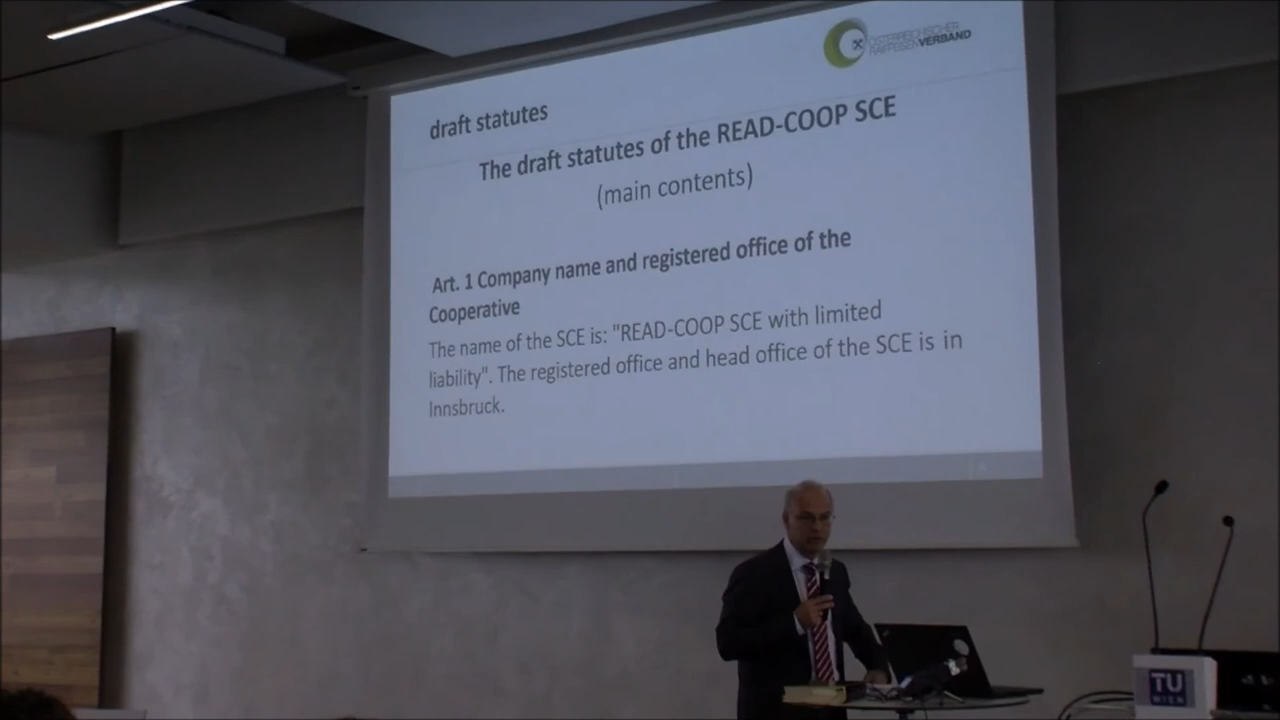 ÖSTERREICHISCHER
RAIFFEISENVERBAND
draft statutes
The draft statutes of the READ-COOP SCE
(main contents)
Art. 1 Company name and registered office of the
Cooperative
The name of the SCE is: "READ-COOP SCE with limited
liability". The registered office and head office of the SCE is in
Innsbruck.
TU
WIEN